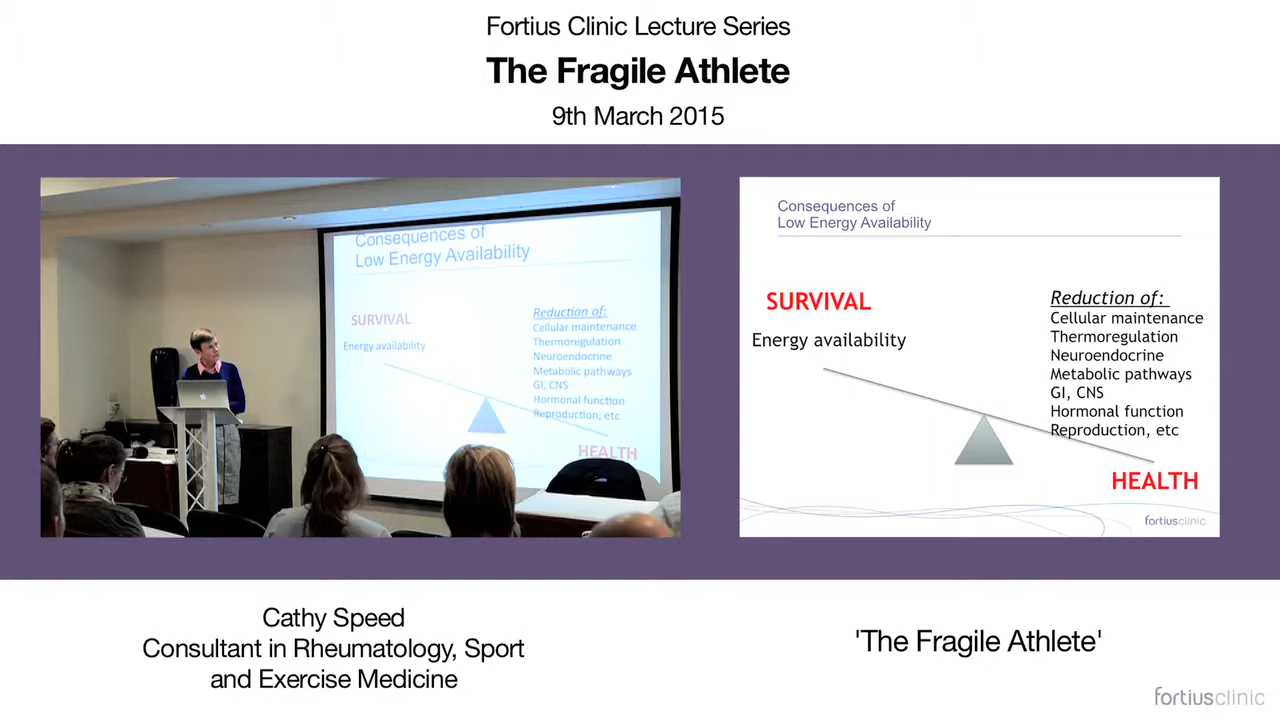 Fortius Clinic Lecture Series
The Fragile Athlete
9th March 2015
Consequences of
Low Energy Availability
SURVIVAL
Energy availability
Reduction of:
Cellular maintenance
Thermoregulation
Neuroendocrine
Metabolic pathways
GI, CNS
Hormonal function
Reproduction, etc
HEALTH
Consequences of
Low Energy Availability
SURVIVAL
Energy availability
Reduction of:
Cellular maintenance
Thermoregulation
Neuroendocrine
Metabolic pathways
GI, CNS
Hormonal function
Reproduction, etc
HEALTH
fortiusclinic
Cathy Speed
Consultant in Rheumatology, Sport
and Exercise Medicine
'The Fragile Athlete'
fortiusclinic